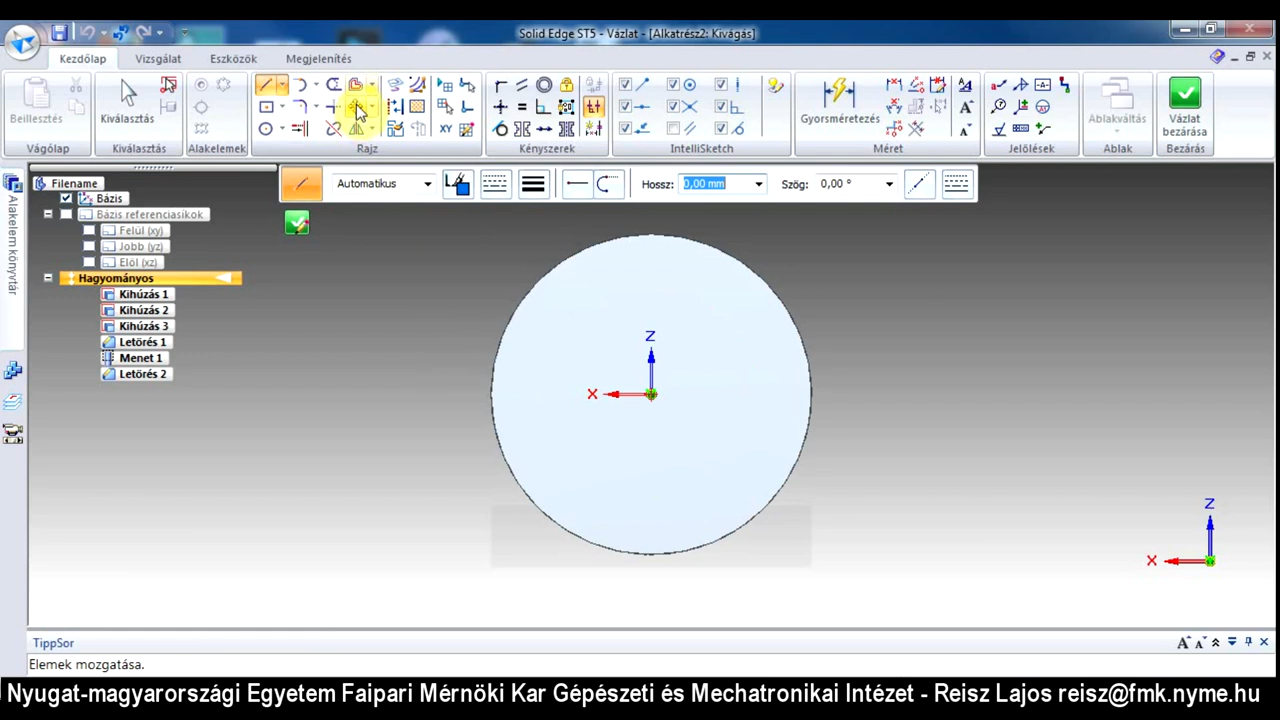 Solid Edge ST5 - Vázlat - [Alkatrész2: Kivágás]
Kezdőlap Vizsgálat Eszközök Megjelenítés
Beillesztés
Kiválasztás
Gyorsméretezés
Ablakváltás
Vázlat
bezárása
Vágólap Kiválasztás Alakelemek Rajz Kényszerek IntelliSketch Méret Jelölések Ablak Bezárás
Automatikus Hossz: 0,00 mm Szög: 0,00 °
Alakelem könyvtár
Filename
Bázis
Bázis referenciasíkok
Felül (xy)
Jobb (yz)
Elöl (xz)
Hagyományos
Kihúzás 1
Kihúzás 2
Kihúzás 3
Letörés 1
Menet 1
Letörés 2
Z
X
Z
X
TippSor
Elemek mozgatása.
Nyugat-magyarországi Egyetem Faipari Mérnöki Kar Gépészeti és Mechatronikai Intézet - Reisz Lajos reisz@fmk.nyme.hu